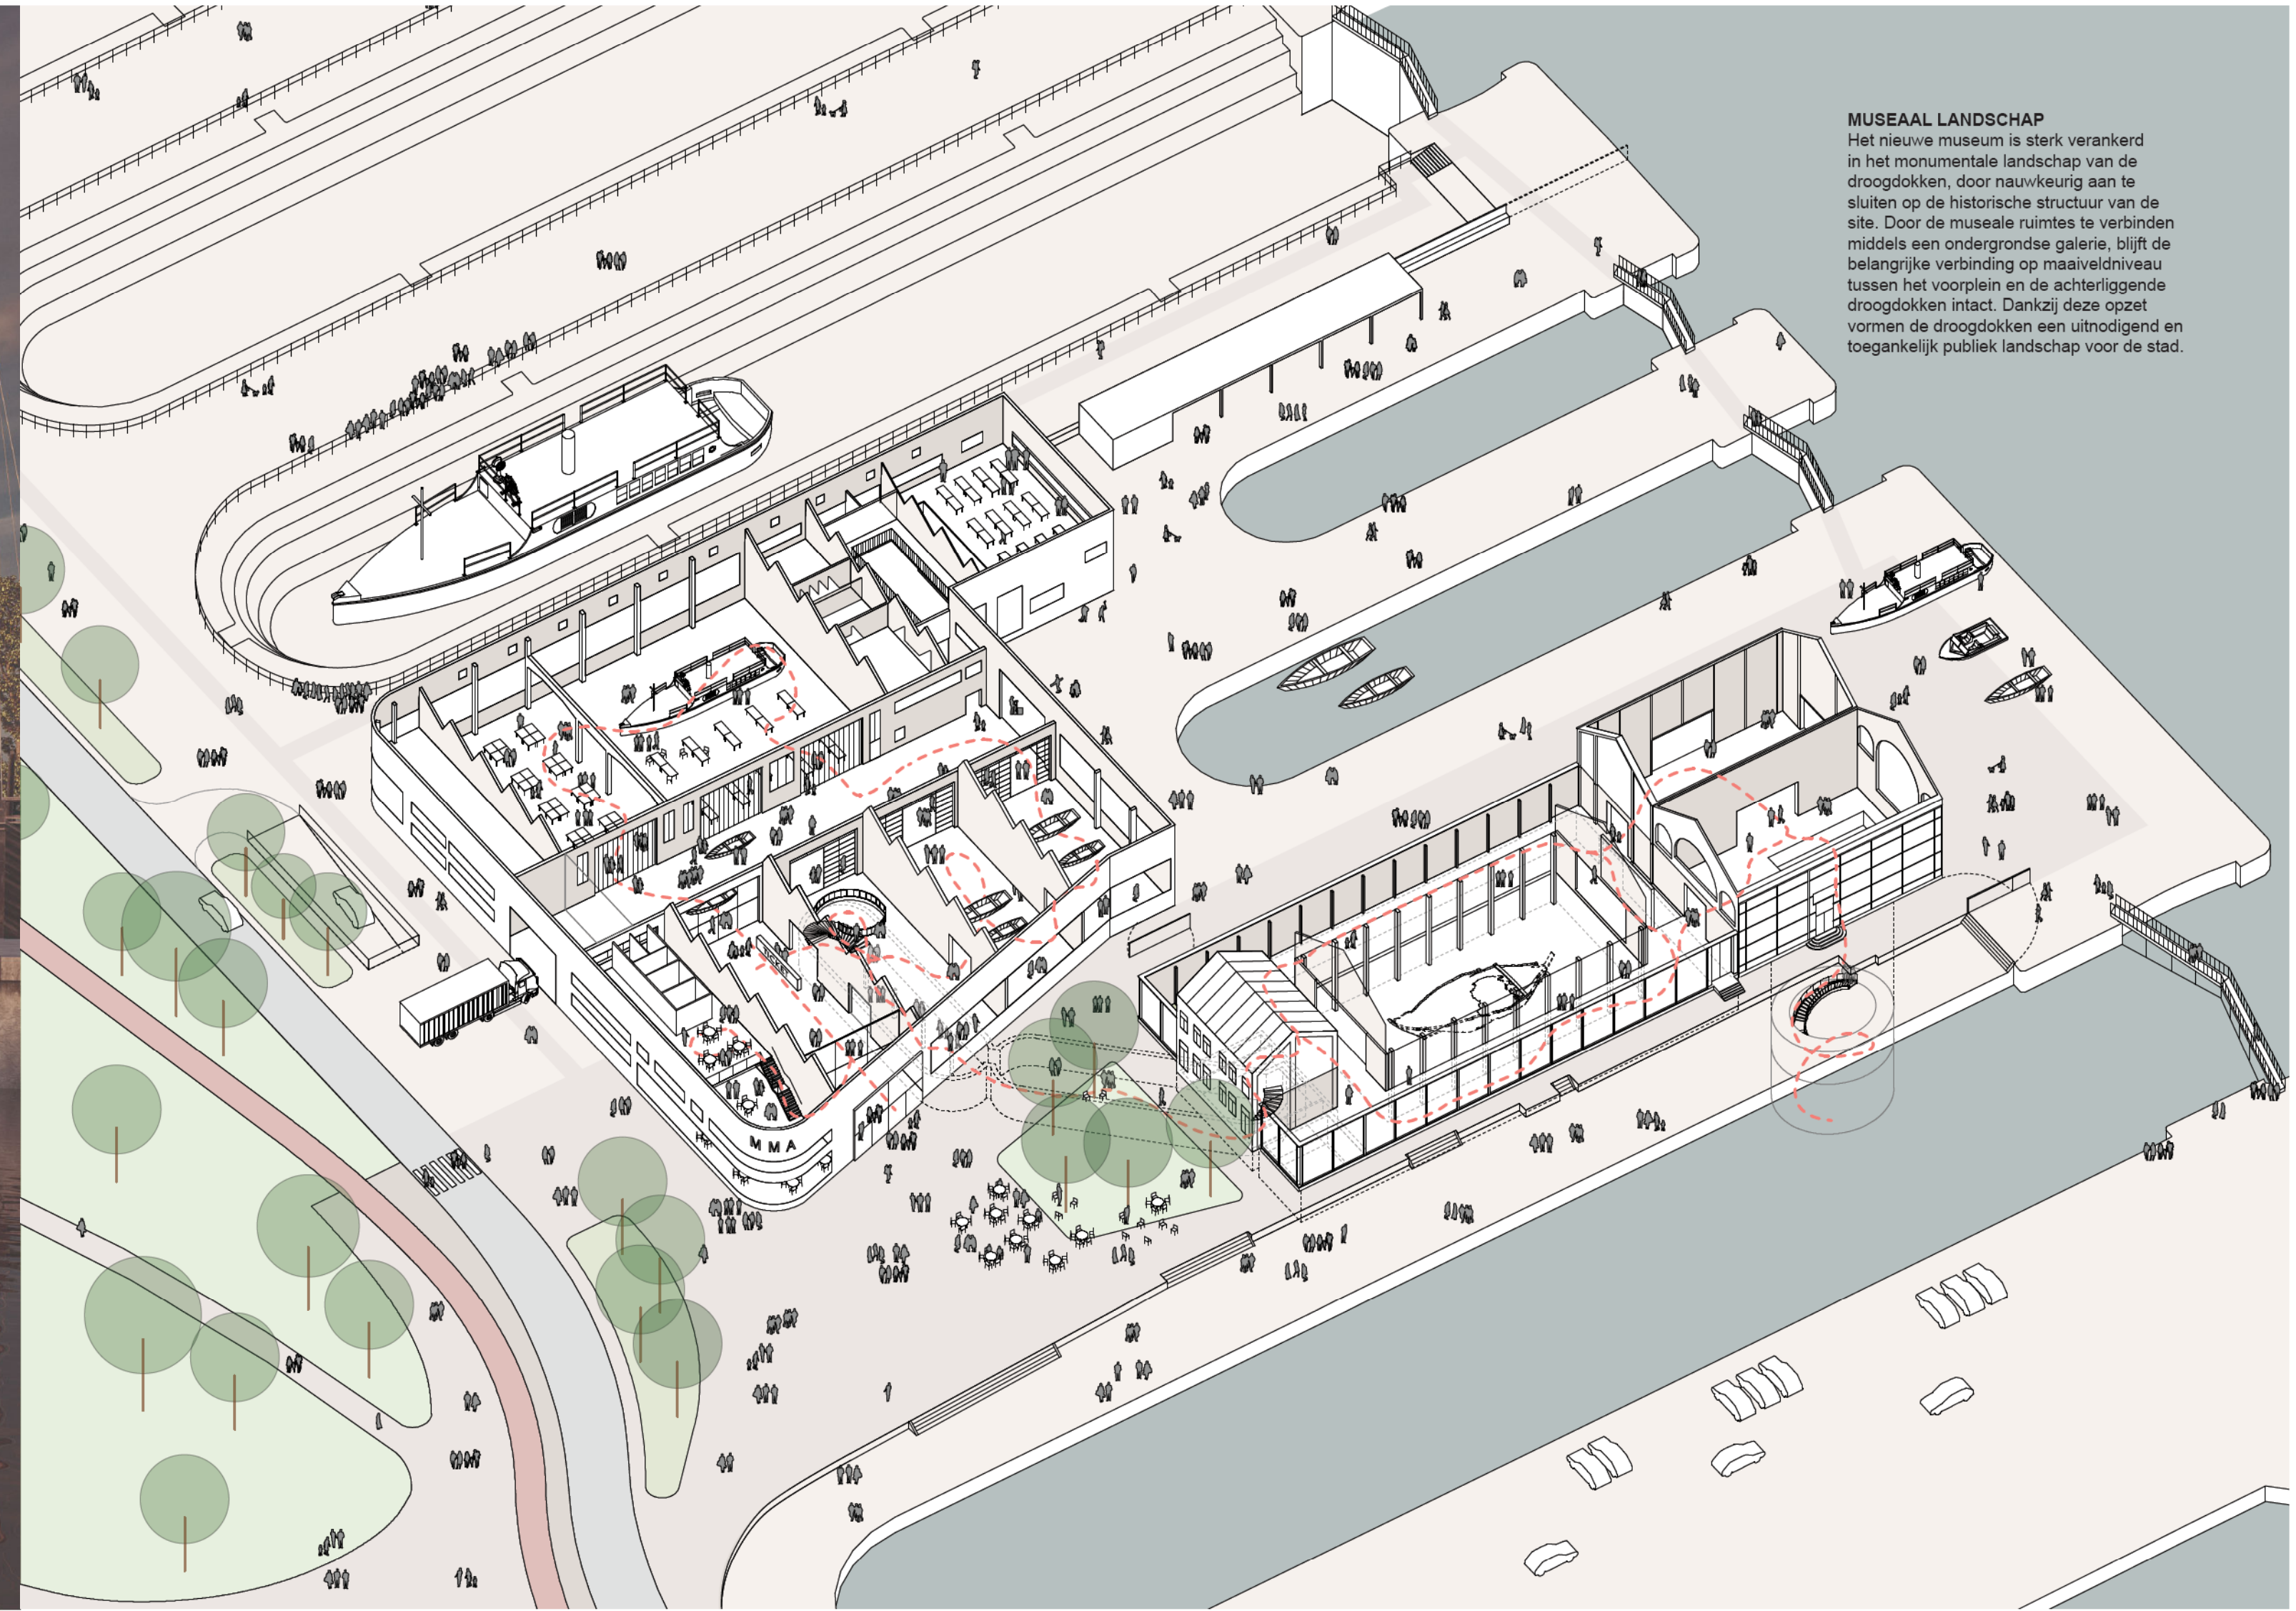 MUSEAAL LANDSCHAP
Het nieuwe museum is sterk verankerd
in het monumentale landschap van de
droogdokken, door nauwkeurig aan te
sluiten op de historische structuur van de
site. Door de museale ruimtes te verbinden
middels een ondergrondse galerie, blijft de
belangrijke verbinding op maaiveldniveau
tussen het voorplein en de achterliggende
droogdokken intact. Dankzij deze opzet
vormen de droogdokken een uitnodigend en
toegankelijk publiek landschap voor de stad.
TICKET
MMA